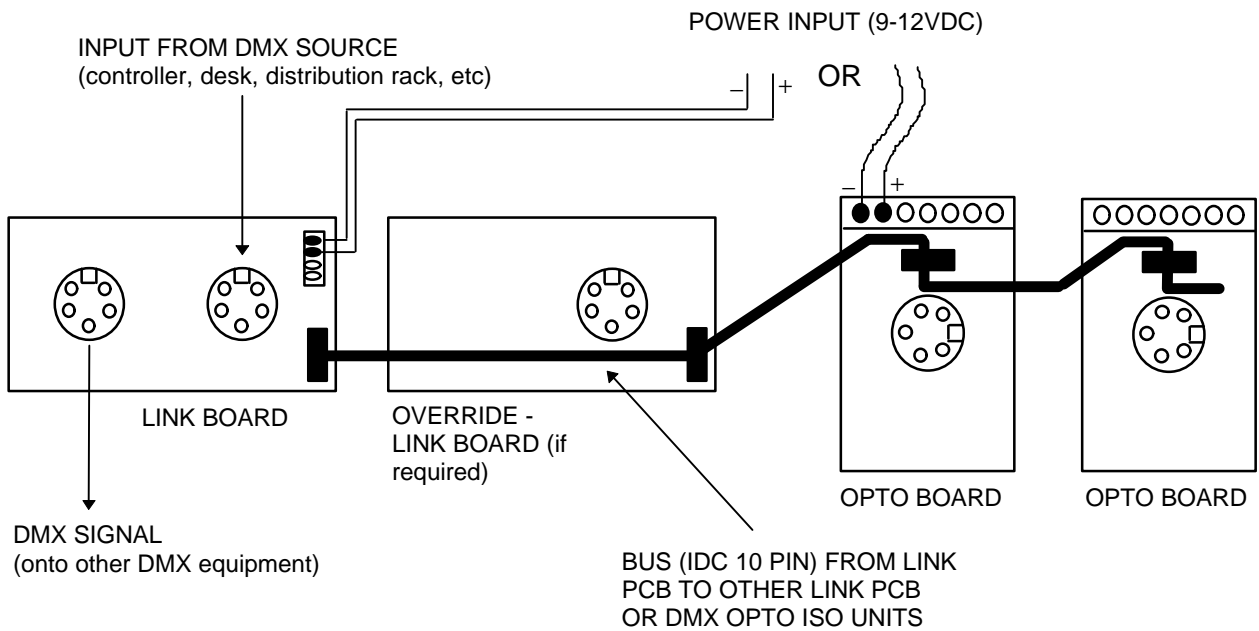 POWER INPUT (9-12VDC)
INPUT FROM DMX SOURCE
(controller, desk, distribution rack, etc)
– + OR
– +
LINK BOARD
OVERRIDE -
LINK BOARD (if
required)
OPTO BOARD
OPTO BOARD
DMX SIGNAL
(onto other DMX equipment)
BUS (IDC 10 PIN) FROM LINK
PCB TO OTHER LINK PCB
OR DMX OPTO ISO UNITS